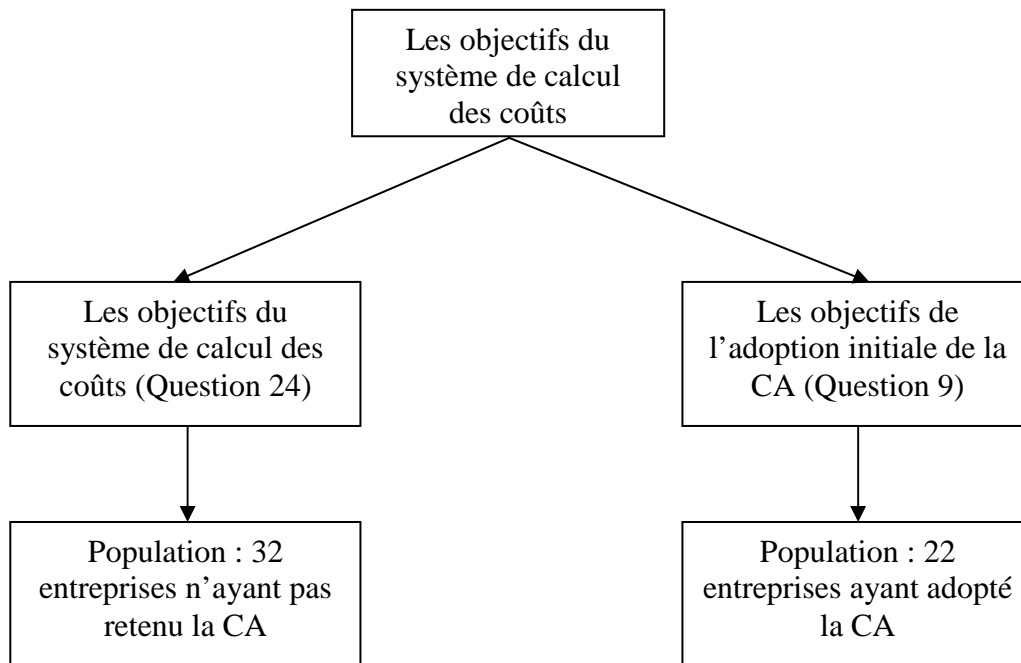 Les objectifs du
système de calcul
des coûts
Les objectifs du
système de calcul des
coûts (Question 24)
Les objectifs de
l’adoption initiale de la
CA (Question 9)
Population : 32
entreprises n’ayant pas
retenu la CA
Population : 22
entreprises ayant adopté
la CA